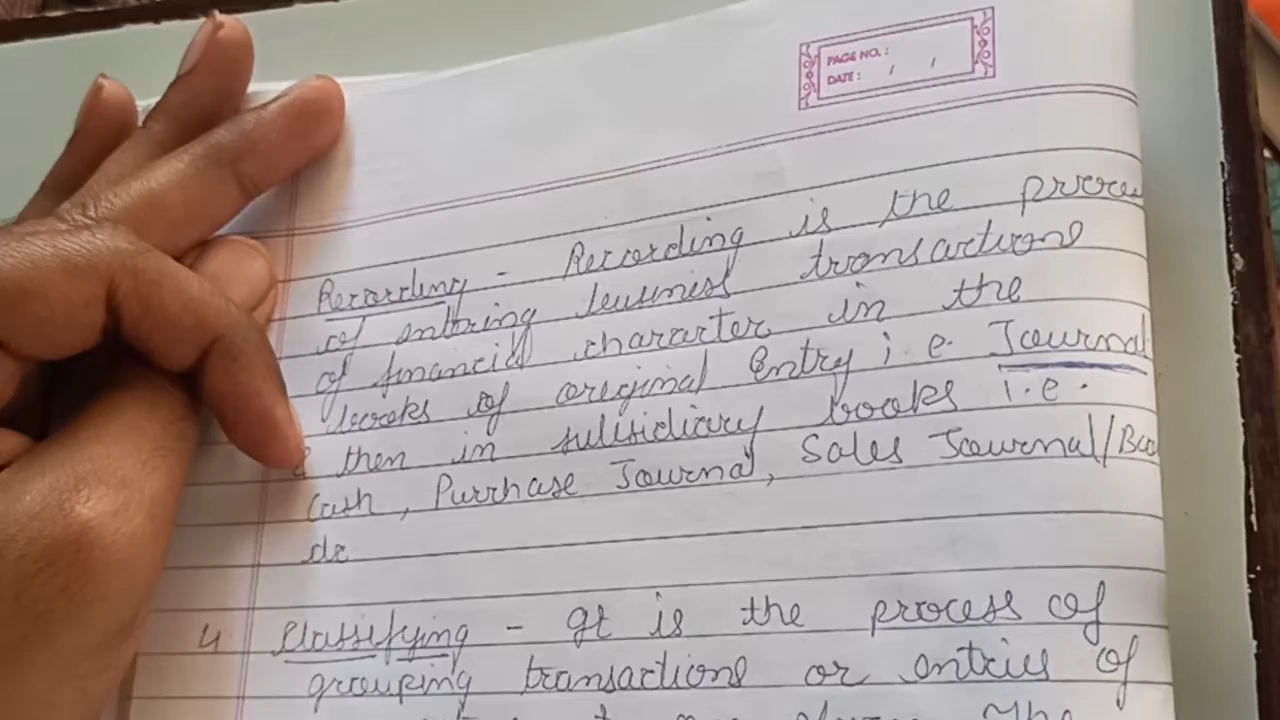 PAGE NO. :
DATE : / /
Recording - Recording is the process
of entering business transactions
of financial character in the
books of original Entry i.e. Journal
& then in subsidiary books i.e.
Cash, Purchase Journal, Sales Journal/
4 Classifying - It is the process of
grouping transactions or entries of